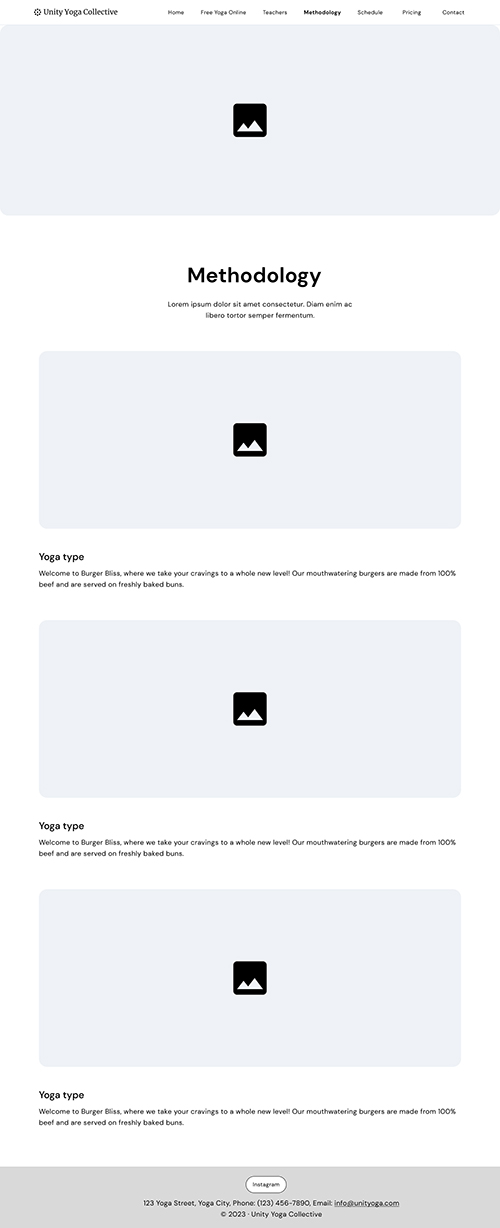 Unity Yoga Collective
Home Free Yoga Online Teachers Methodology Schedule Pricing Contact
Methodology
Lorem ipsum dolor sit amet consectetur. Diam enim ac
libero tortor semper fermentum.
Yoga type
Welcome to Burger Bliss, where we take your cravings to a whole new level! Our mouthwatering burgers are made from 100%
beef and are served on freshly baked buns.
Yoga type
Welcome to Burger Bliss, where we take your cravings to a whole new level! Our mouthwatering burgers are made from 100%
beef and are served on freshly baked buns.
Yoga type
Welcome to Burger Bliss, where we take your cravings to a whole new level! Our mouthwatering burgers are made from 100%
beef and are served on freshly baked buns.
Instagram
123 Yoga Street, Yoga City, Phone: (123) 456-7890, Email: info@unityyoga.com
© 2023 · Unity Yoga Collective